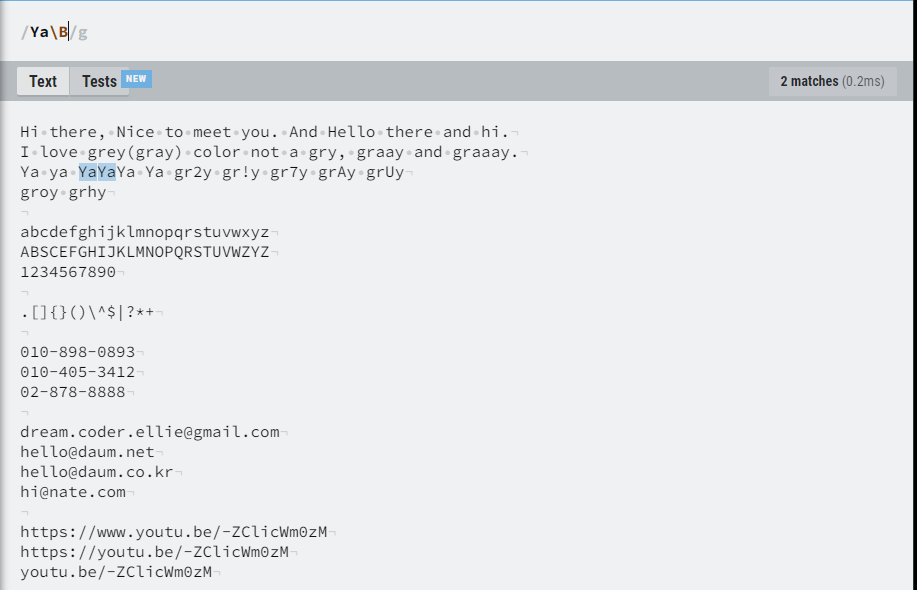 /Ya\B/g
Text Tests NEW 2 matches (0.2ms)
Hi there, Nice to meet you. And Hello there and hi.
I love grey(gray) color not a gry, graay and graaay.
Ya ya YaYaYa Ya gr2y gr!y gr7y grAy grUy
groy grhy
abcdefghijklmnopqrstuvwxyz
ABSCEFGHIJKLMNOPQRSTUVWZYZ
1234567890
.[]{}()\^$|?*+
010-898-0893
010-405-3412
02-878-8888
dream.coder.ellie@gmail.com
hello@daum.net
hello@daum.co.kr
hi@nate.com
https://www.youtu.be/-ZClicWm0zM
https://youtu.be/-ZClicWm0zM
youtu.be/-ZClicWm0zM